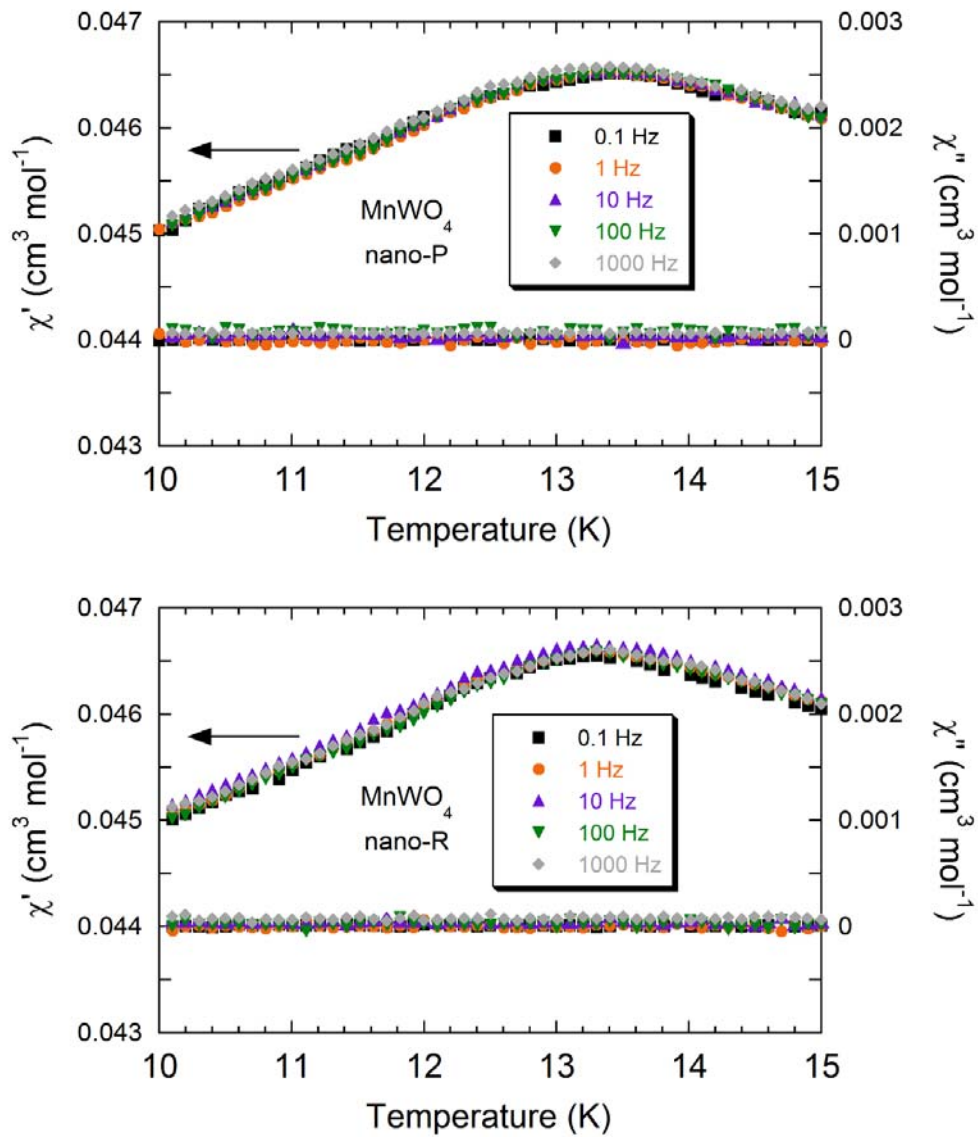 0.047
0.046
0.045
0.044
0.043
χ' (cm³ mol⁻¹)
0.003
0.002
0.001
0
χ" (cm³ mol⁻¹)
MnWO₄
nano-P
0.1 Hz
1 Hz
10 Hz
100 Hz
1000 Hz
10 11 12 13 14 15
Temperature (K)
0.047
0.046
0.045
0.044
0.043
χ' (cm³ mol⁻¹)
0.003
0.002
0.001
0
χ" (cm³ mol⁻¹)
MnWO₄
nano-R
0.1 Hz
1 Hz
10 Hz
100 Hz
1000 Hz
10 11 12 13 14 15
Temperature (K)